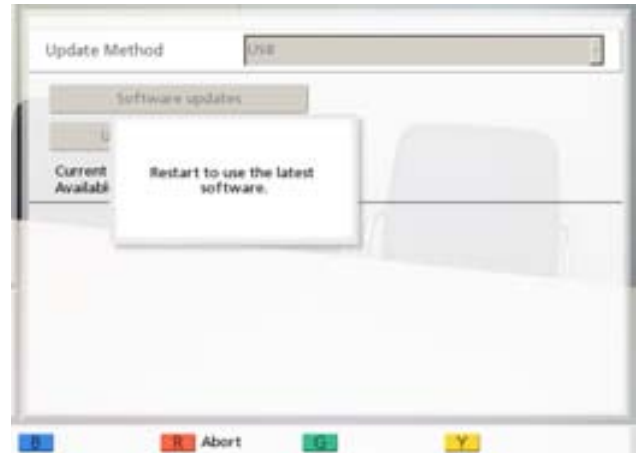 Update Method USB
Software updates
U
Current
Availabl
Restart to use the latest
software.
B R Abort G Y